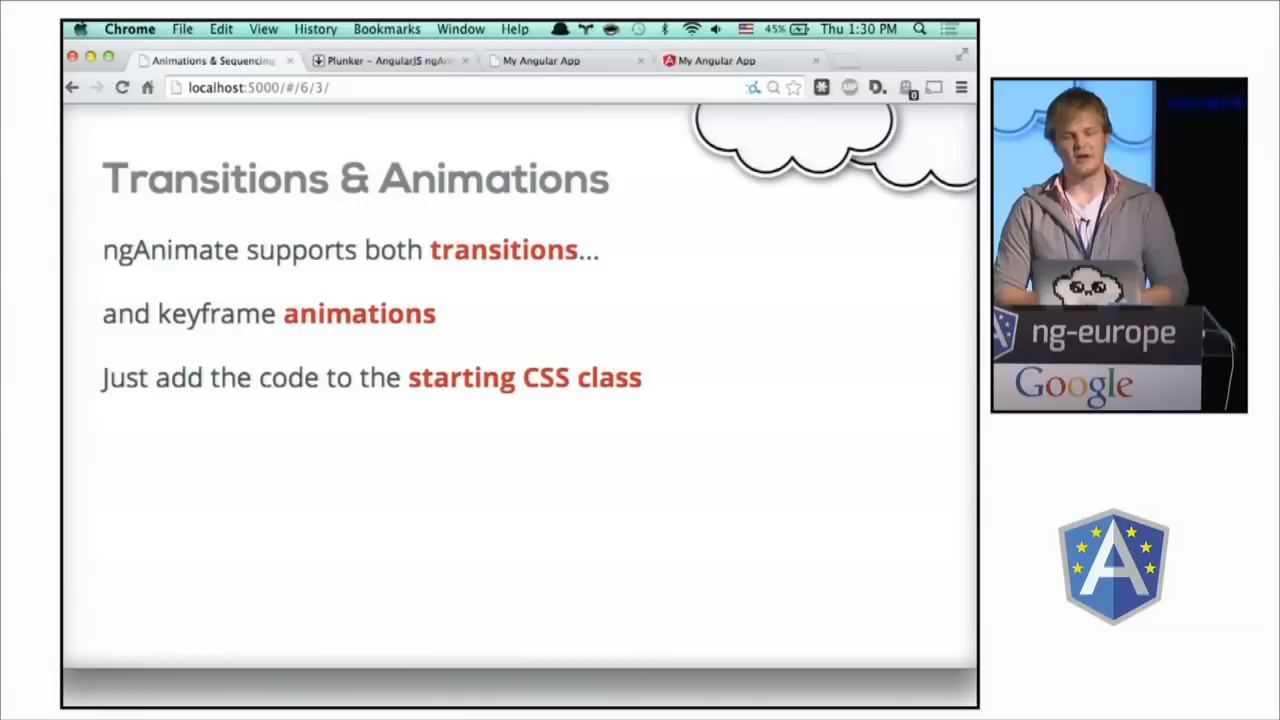 Chrome File Edit View History Bookmarks Window Help 45% Thu 1:30 PM
Animations & Sequencing Plunker - AngularJS ngAni My Angular App My Angular App
localhost:5000/#/6/3/
D.
0
Transitions & Animations
ngAnimate supports both transitions...
and keyframe animations
Just add the code to the starting CSS class
ng-europe
Google
A